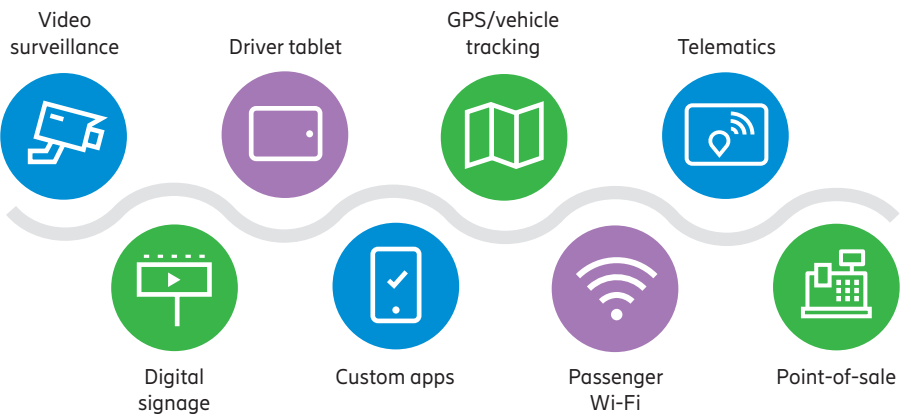 Video
surveillance
Driver tablet
GPS/vehicle
tracking
Telematics
Digital
signage
Custom apps
Passenger
Wi-Fi
Point-of-sale